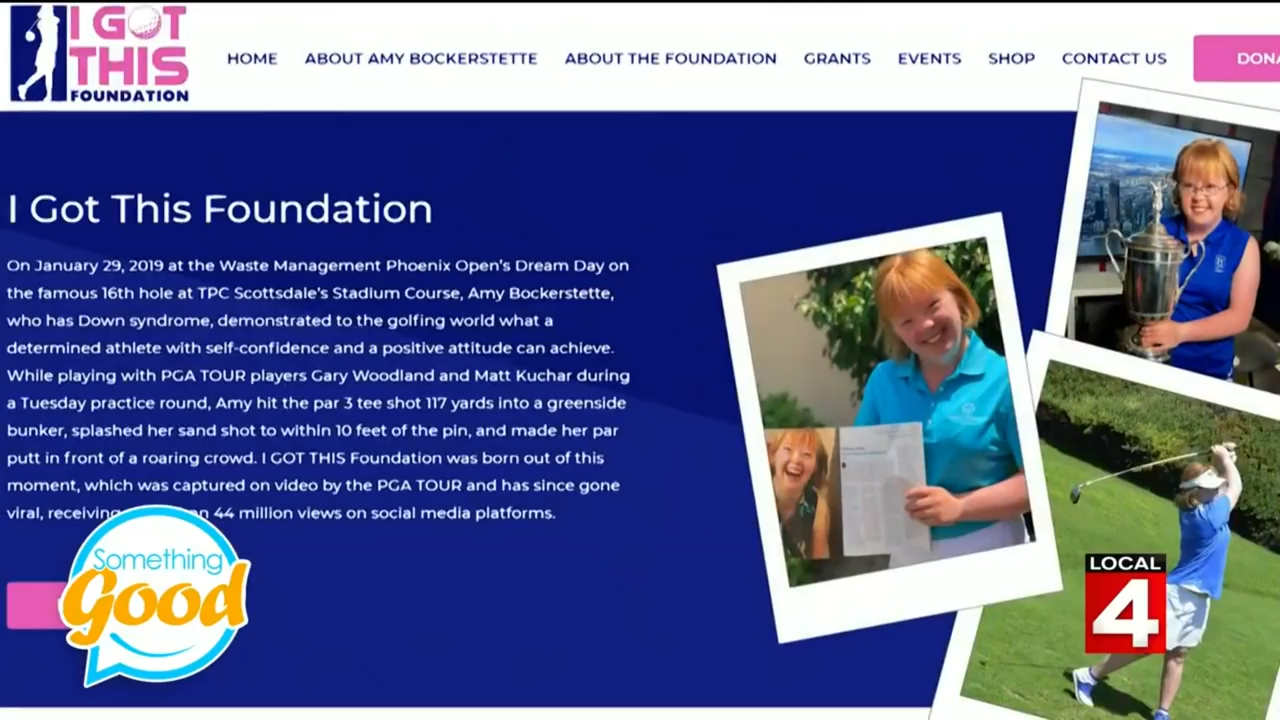 I GOT
THIS
FOUNDATION
HOME ABOUT AMY BOCKERSTETTE ABOUT THE FOUNDATION GRANTS EVENTS SHOP CONTACT US
I Got This Foundation
On January 29, 2019 at the Waste Management Phoenix Open's Dream Day on
the famous 16th hole at TPC Scottsdale's Stadium Course, Amy Bockerstette,
who has Down syndrome, demonstrated to the golfing world what a
determined athlete with self-confidence and a positive attitude can achieve.
While playing with PGA TOUR players Gary Woodland and Matt Kuchar during
a Tuesday practice round, Amy hit the par 3 tee shot 117 yards into a greenside
bunker, splashed her sand shot to within 10 feet of the pin, and made her par
putt in front of a roaring crowd. I GOT THIS Foundation was born out of this
moment, which was captured on video by the PGA TOUR and has since gone
viral, receiving 44 million views on social media platforms.
Something
Good
LOCAL
4